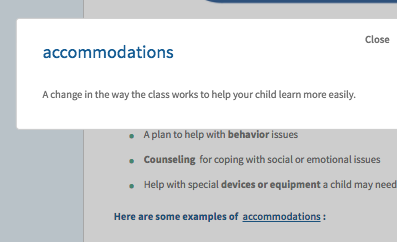 Close
accommodations
A change in the way the class works to help your child learn more easily.
A plan to help with behavior issues
Counseling for coping with social or emotional issues
Help with special devices or equipment a child may need
Here are some examples of accommodations :